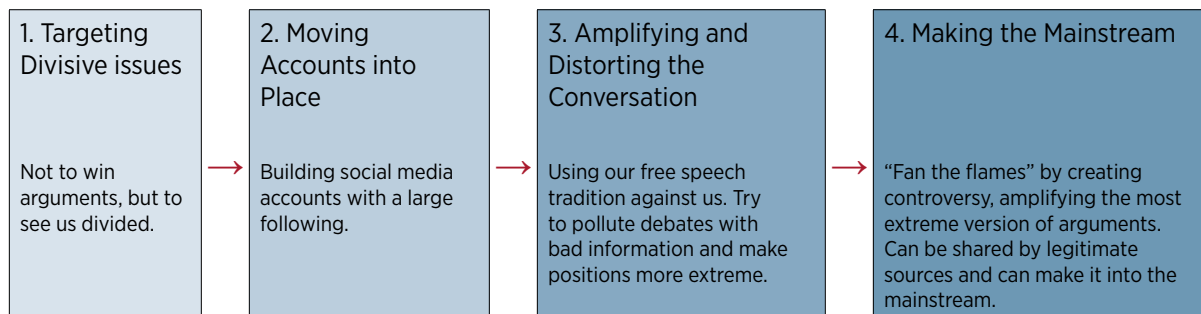 1. Targeting
Divisive issues
Not to win
arguments, but to
see us divided.
2. Moving
Accounts into
Place
Building social media
accounts with a large
following.
3. Amplifying and
Distorting the
Conversation
Using our free speech
tradition against us. Try
to pollute debates with
bad information and make
positions more extreme.
4. Making the Mainstream
“Fan the flames” by creating
controversy, amplifying the most
extreme version of arguments.
Can be shared by legitimate
sources and can make it into the
mainstream.